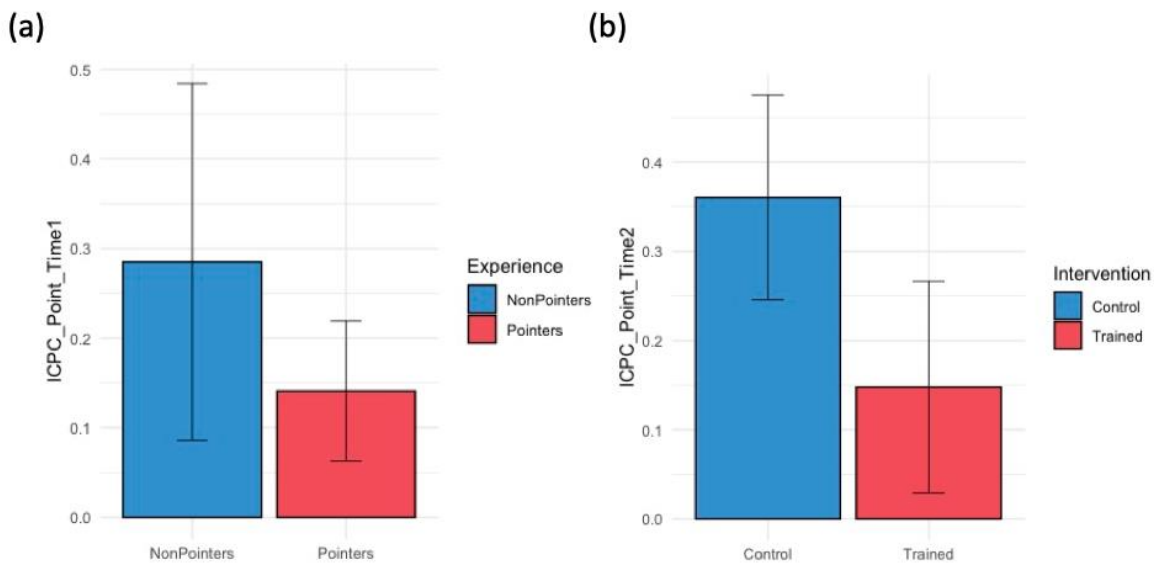 (a)
0.5
0.4
0.3
0.2
0.1
0.0
ICPC_Point_Time1
NonPointers Pointers
Experience
NonPointers
Pointers
(b)
0.4
0.3
0.2
0.1
0.0
ICPC_Point_Time2
Control Trained
Intervention
Control
Trained